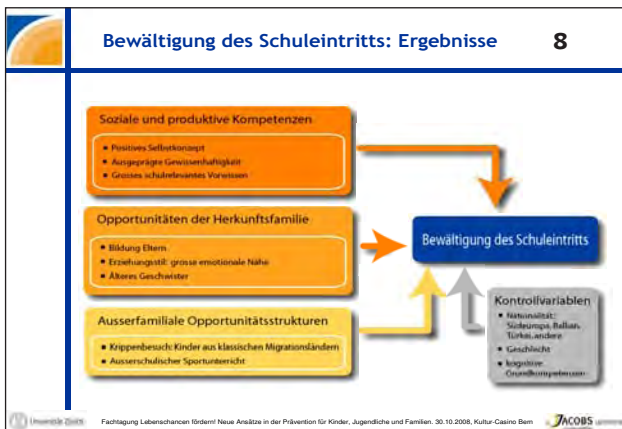 Bewältigung des Schuleintritts: Ergebnisse
8
Soziale und produktive Kompetenzen
• Positives Selbstkonzept
• Ausgeprägte Gewissenhaftigkeit
• Grosses schulrelevantes Vorwissen
Opportunitäten der Herkunftsfamilie
• Bildung Eltern
• Erziehungsstil: grosse emotionale Nähe
• Älteres Geschwister
Ausserfamiliale Opportunitätsstrukturen
• Krippenbesuch: Kinder aus klassischen Migrationsländern
• Ausserschulischer Sportunterricht
Bewältigung des Schuleintritts
Kontrollvariablen
• Nationalität:
Südeuropa, Balkan,
Türkei, andere
• Geschlecht
• kognitive
Grundkompetenzen
Universität Zürich
Fachtagung Lebenschancen fördern! Neue Ansätze in der Prävention für Kinder, Jugendliche und Familien. 30.10.2008, Kultur-Casino Bern
JACOBS